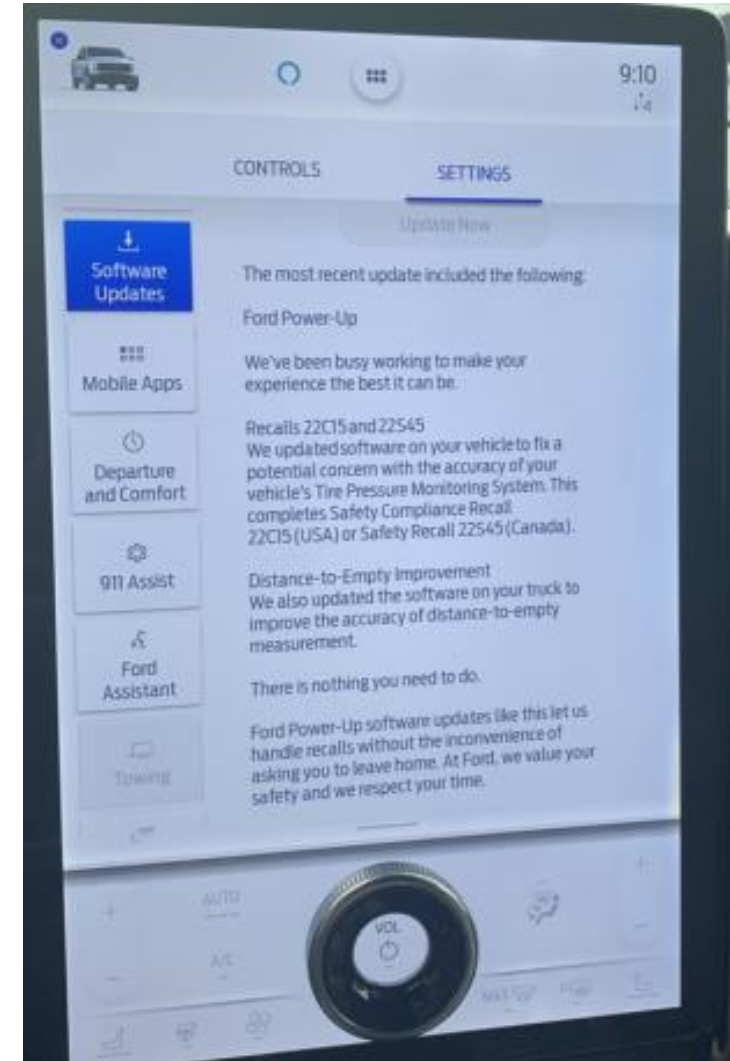 9:10
CONTROLS
SETTINGS
Update Now
Software
Updates
Mobile Apps
Departure
and Comfort
911 Assist
Ford
Assistant
Towing
The most recent update included the following:
Ford Power-Up
We've been busy working to make your
experience the best it can be.
Recalls 22C15 and 22S45
We updated software on your vehicle to fix a
potential concern with the accuracy of your
vehicle's Tire Pressure Monitoring System. This
completes Safety Compliance Recall
22C15 (USA) or Safety Recall 22S45 (Canada).
Distance-to-Empty Improvement
We also updated the software on your truck to
improve the accuracy of distance-to-empty
measurement.
There is nothing you need to do.
Ford Power-Up software updates like this let us
handle recalls without the inconvenience of
asking you to leave home. At Ford, we value your
safety and we respect your time.
AUTO
VOL
A/C
MAX